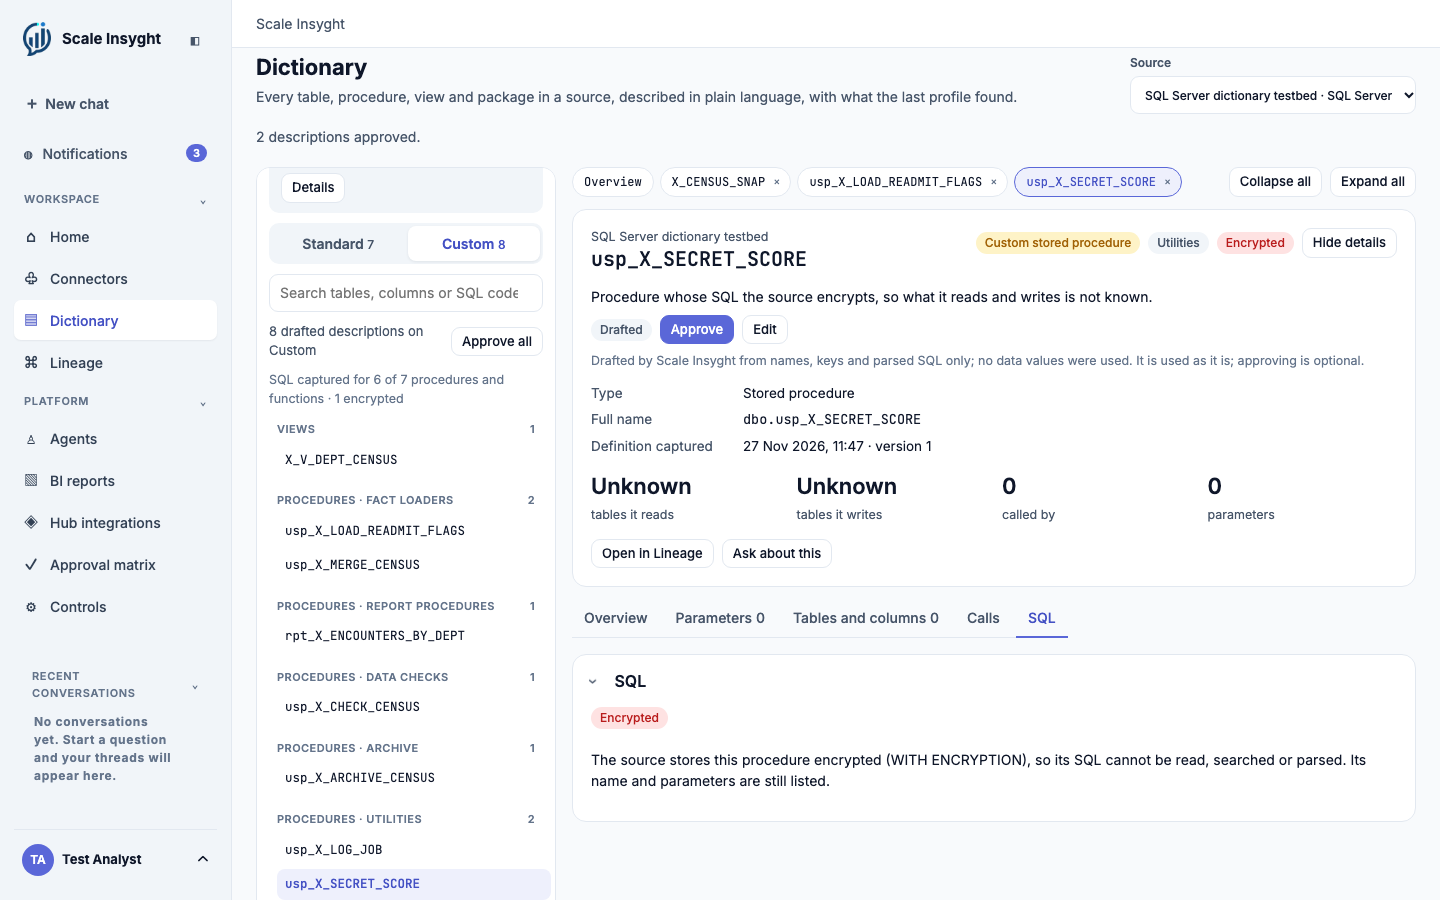 Scale Insyght
+ New chat
Notifications 3
WORKSPACE
Home
Connectors
Dictionary
Lineage
PLATFORM
Agents
BI reports
Hub integrations
Approval matrix
Controls
RECENT
CONVERSATIONS
No conversations
yet. Start a question
and your threads will
appear here.
TA Test Analyst
Scale Insyght
Dictionary
Every table, procedure, view and package in a source, described in plain language, with what the last profile found.
Source
SQL Server dictionary testbed · SQL Server
2 descriptions approved.
Details
Standard 7 Custom 8
Search tables, columns or SQL code
8 drafted descriptions on
Custom
Approve all
SQL captured for 6 of 7 procedures and
functions · 1 encrypted
VIEWS 1
X_V_DEPT_CENSUS
PROCEDURES · FACT LOADERS 2
usp_X_LOAD_READMIT_FLAGS
usp_X_MERGE_CENSUS
PROCEDURES · REPORT PROCEDURES 1
rpt_X_ENCOUNTERS_BY_DEPT
PROCEDURES · DATA CHECKS 1
usp_X_CHECK_CENSUS
PROCEDURES · ARCHIVE 1
usp_X_ARCHIVE_CENSUS
PROCEDURES · UTILITIES 2
usp_X_LOG_JOB
usp_X_SECRET_SCORE
Overview X_CENSUS_SNAP × usp_X_LOAD_READMIT_FLAGS × usp_X_SECRET_SCORE × Collapse all Expand all
SQL Server dictionary testbed
usp_X_SECRET_SCORE
Custom stored procedure Utilities Encrypted Hide details
Procedure whose SQL the source encrypts, so what it reads and writes is not known.
Drafted Approve Edit
Drafted by Scale Insyght from names, keys and parsed SQL only; no data values were used. It is used as it is; approving is optional.
Type Stored procedure
Full name dbo.usp_X_SECRET_SCORE
Definition captured 27 Nov 2026, 11:47 · version 1
Unknown Unknown 0 0
tables it reads tables it writes called by parameters
Open in Lineage Ask about this
Overview Parameters 0 Tables and columns 0 Calls SQL
SQL
Encrypted
The source stores this procedure encrypted (WITH ENCRYPTION), so its SQL cannot be read, searched or parsed. Its
name and parameters are still listed.